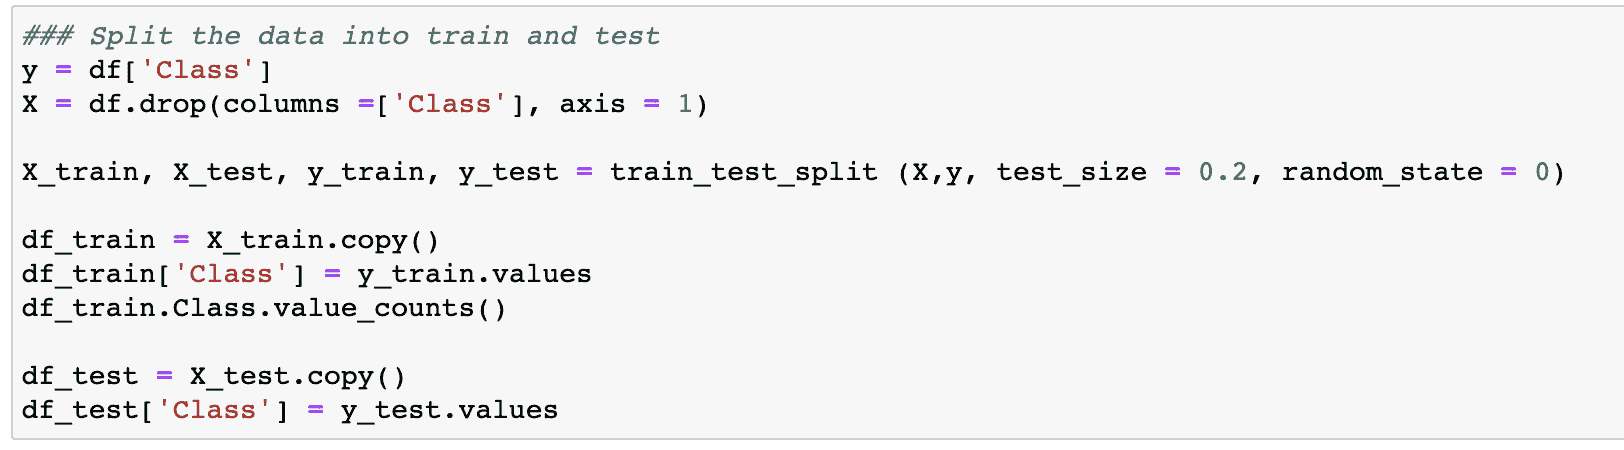 ### Split the data into train and test
y = df['Class']
X = df.drop(columns =['Class'], axis = 1)
X_train, X_test, y_train, y_test = train_test_split (X,y, test_size = 0.2, random_state = 0)
df_train = X_train.copy()
df_train['Class'] = y_train.values
df_train.Class.value_counts()
df_test = X_test.copy()
df_test['Class'] = y_test.values